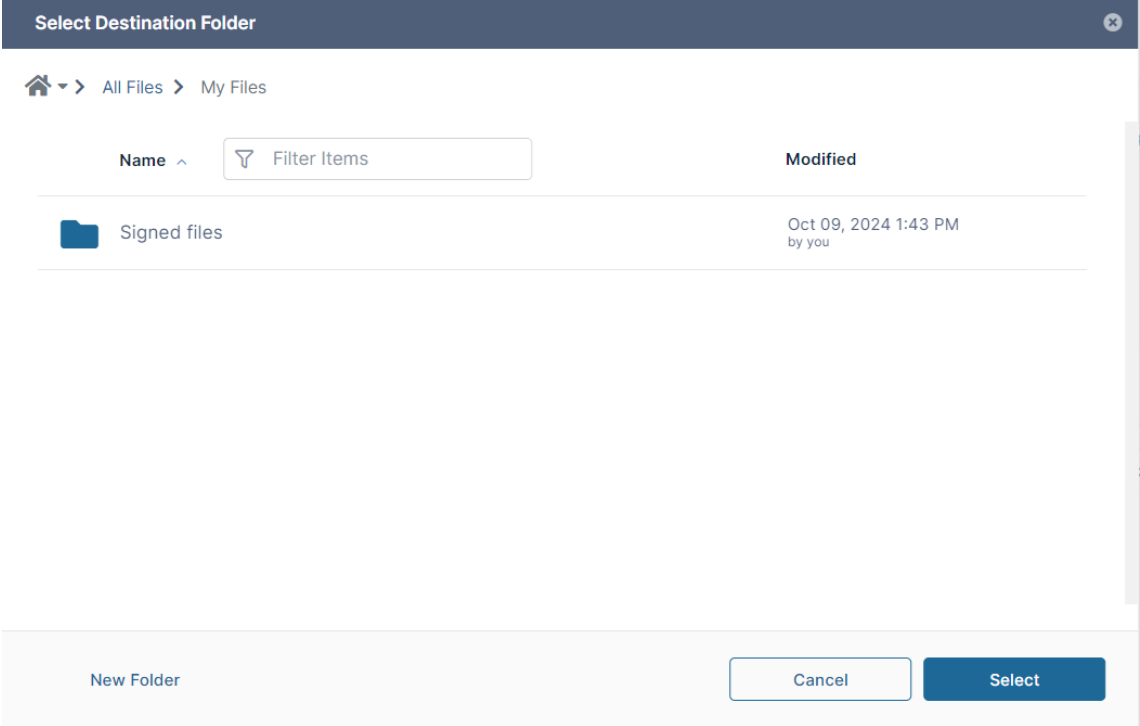 Select Destination Folder
All Files My Files
Name Filter Items Modified
Signed files Oct 09, 2024 1:43 PM
by you
New Folder Cancel Select